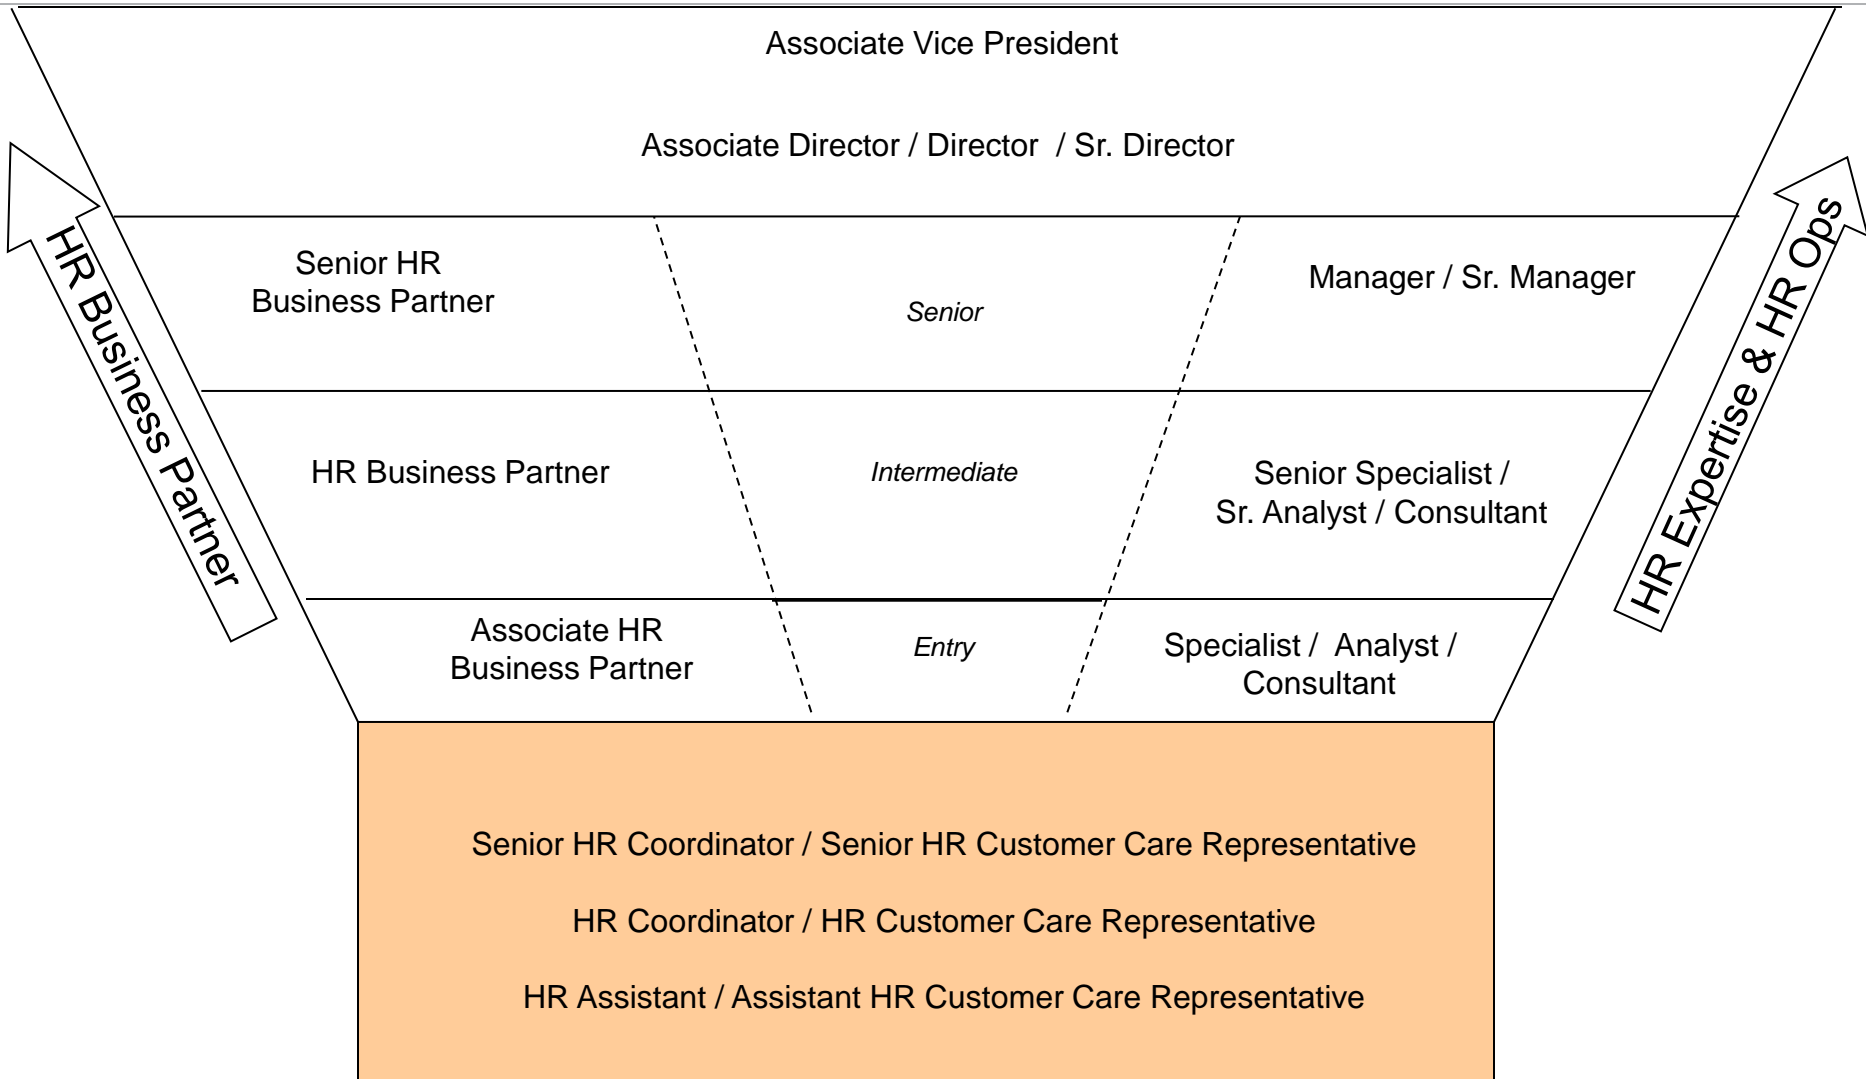 Associate Vice President
Associate Director / Director / Sr. Director
HR Business Partner
Senior HR
Business Partner
Senior
Manager / Sr. Manager
HR Expertise & HR Ops
HR Business Partner
Intermediate
Senior Specialist /
Sr. Analyst / Consultant
Associate HR
Business Partner
Entry
Specialist / Analyst /
Consultant
Senior HR Coordinator / Senior HR Customer Care Representative
HR Coordinator / HR Customer Care Representative
HR Assistant / Assistant HR Customer Care Representative